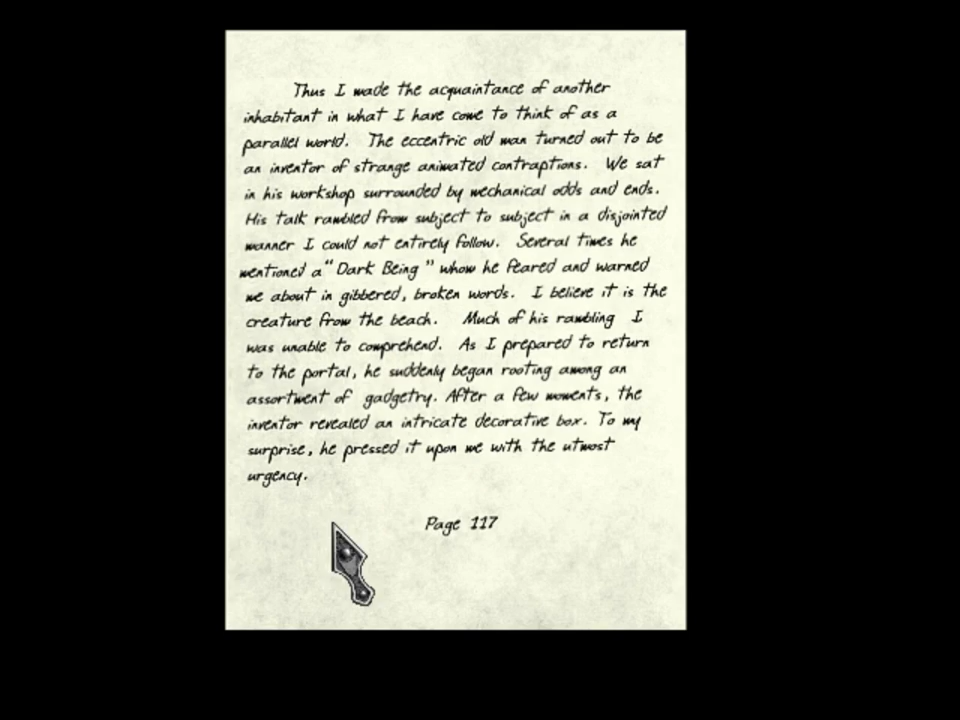 Thus I made the acquaintance of another
inhabitant in what I have come to think of as a
parallel world. The eccentric old man turned out to be
an inventor of strange animated contraptions. We sat
in his workshop surrounded by mechanical odds and ends.
His talk rambled from subject to subject in a disjointed
manner I could not entirely follow. Several times he
mentioned a "Dark Being" whom he feared and warned
me about in gibbered, broken words. I believe it is the
creature from the beach. Much of his rambling I
was unable to comprehend. As I prepared to return
to the portal, he suddenly began rooting among an
assortment of gadgetry. After a few moments, the
inventor revealed an intricate decorative box. To my
surprise, he pressed it upon me with the utmost
urgency.
Page 117